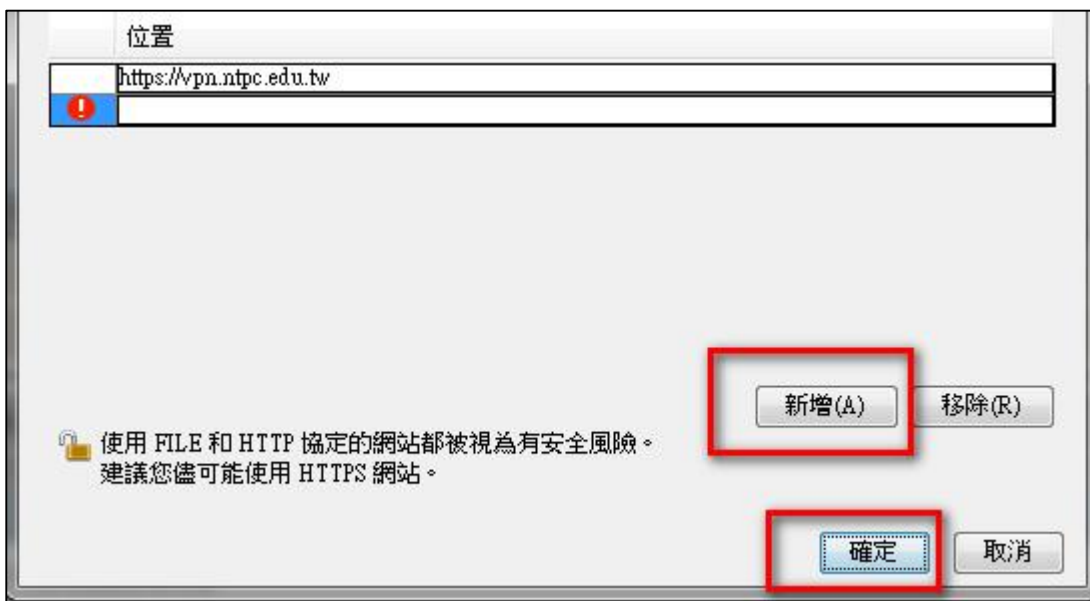 位置
https://vpn.ntpc.edu.tw
新增(A)
移除(R)
使用 FILE 和 HTTP 協定的網站都被視為有安全風險。
建議您儘可能使用 HTTPS 網站。
確定
取消